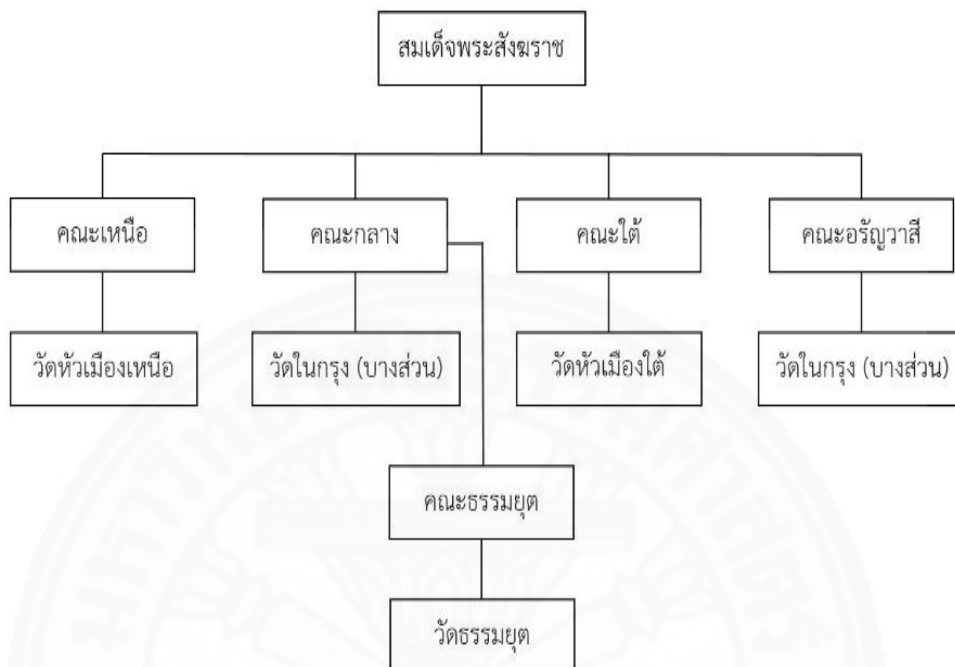 สมเด็จพระสังฆราช
คณะเหนือ
คณะกลาง
คณะใต้
คณะอรัญวาสี
วัดหัวเมืองเหนือ
วัดในกรุง (บางส่วน)
วัดหัวเมืองใต้
วัดในกรุง (บางส่วน)
คณะธรรมยุต
วัดธรรมยุต